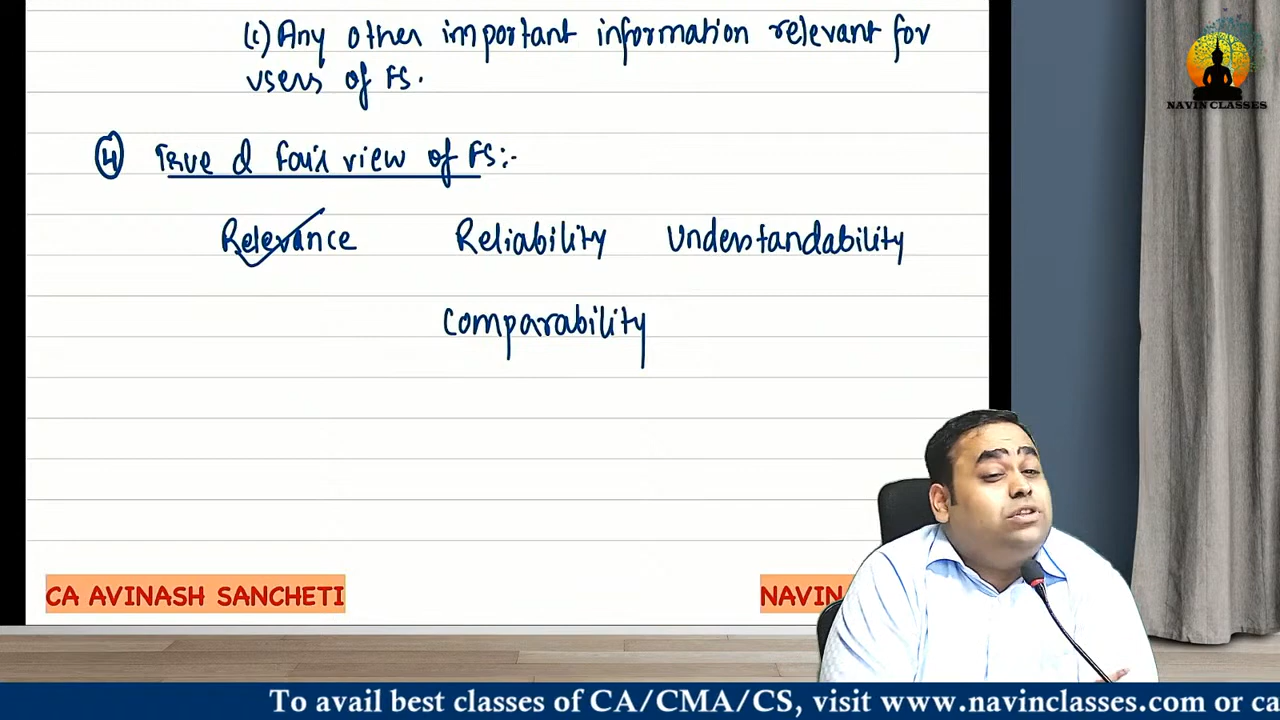 (c) Any other important information relevant for
users of FS.
NAVIN CLASSES
④ True & Fair view of FS:-
Relevance Reliability Understandability
Comparability
CA AVINASH SANCHETI
NAVIN
To avail best classes of CA/CMA/CS, visit www.navinclasses.com or ca